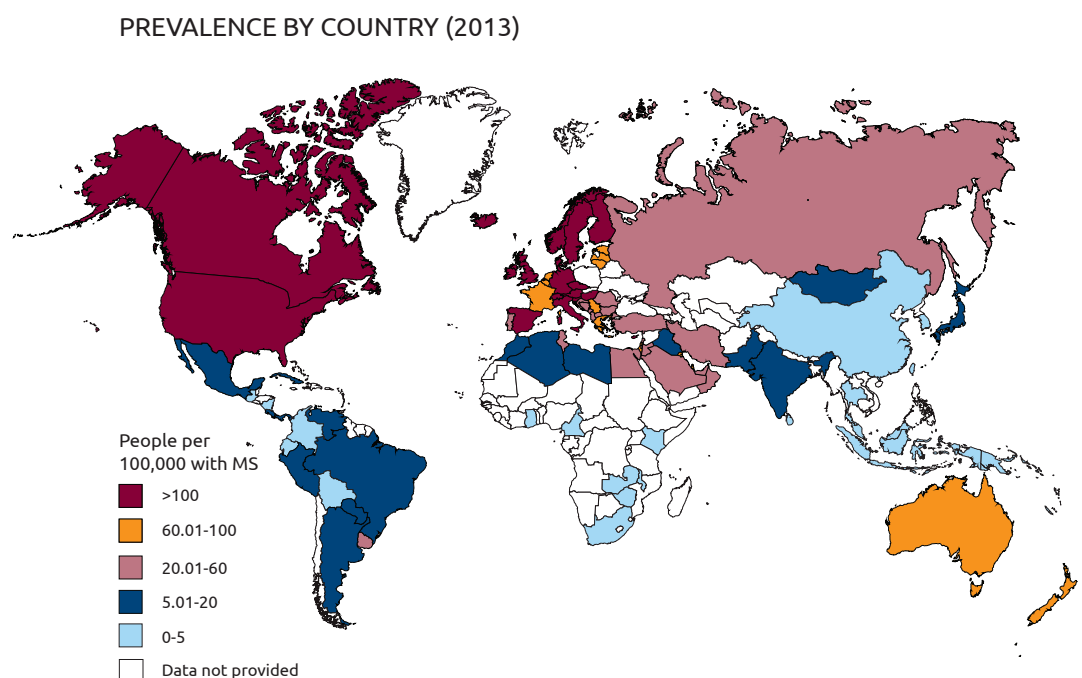 PREVALENCE BY COUNTRY (2013)
People per
100,000 with MS
>100
60.01-100
20.01-60
5.01-20
0-5
Data not provided